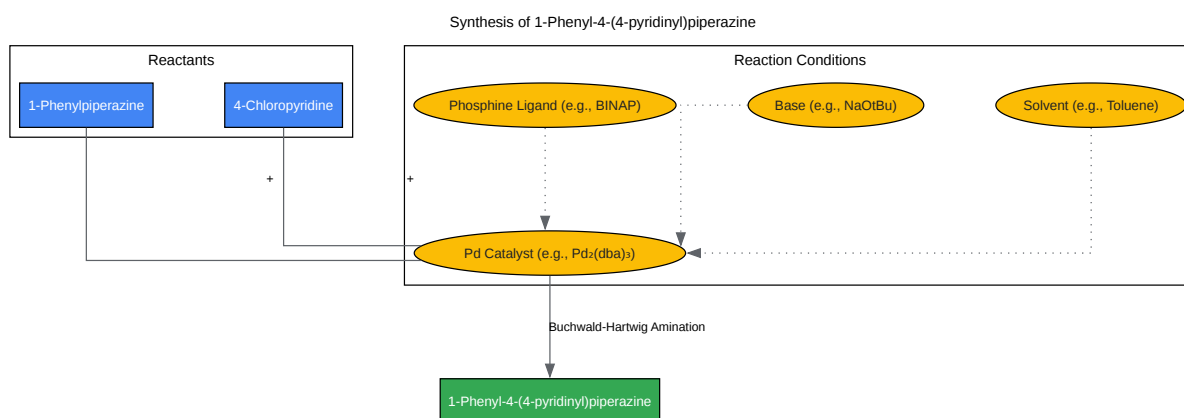 Synthesis of 1-Phenyl-4-(4-pyridinyl)piperazine
Reactants
Reaction Conditions
1-Phenylpiperazine
4-Chloropyridine
Phosphine Ligand (e.g., BINAP)
Base (e.g., NaOtBu)
Solvent (e.g., Toluene)
+
+
Pd Catalyst (e.g., Pd₂(dba)₃)
Buchwald-Hartwig Amination
1-Phenyl-4-(4-pyridinyl)piperazine